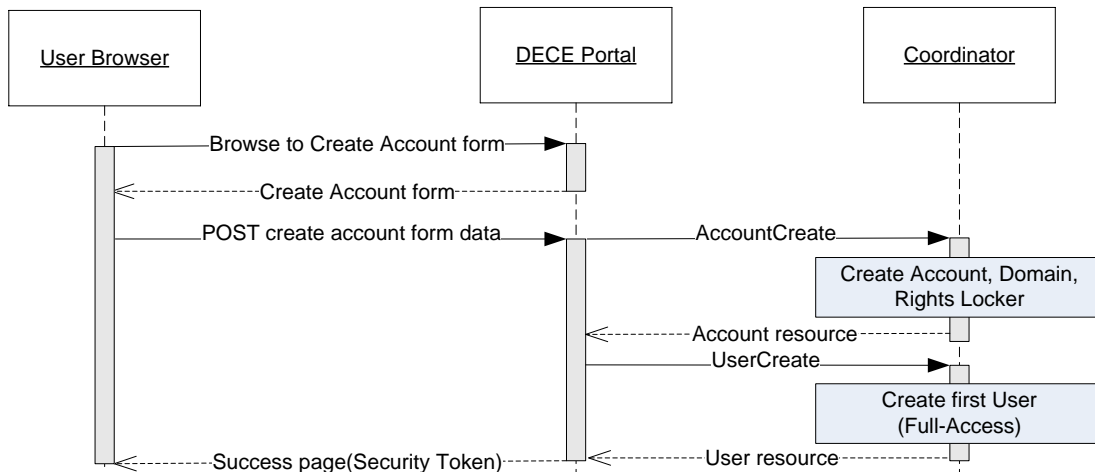 User Browser
DECE Portal
Coordinator
Browse to Create Account form
Create Account form
POST create account form data
AccountCreate
Create Account, Domain,
Rights Locker
Account resource
UserCreate
Create first User
(Full-Access)
User resource
Success page(Security Token)